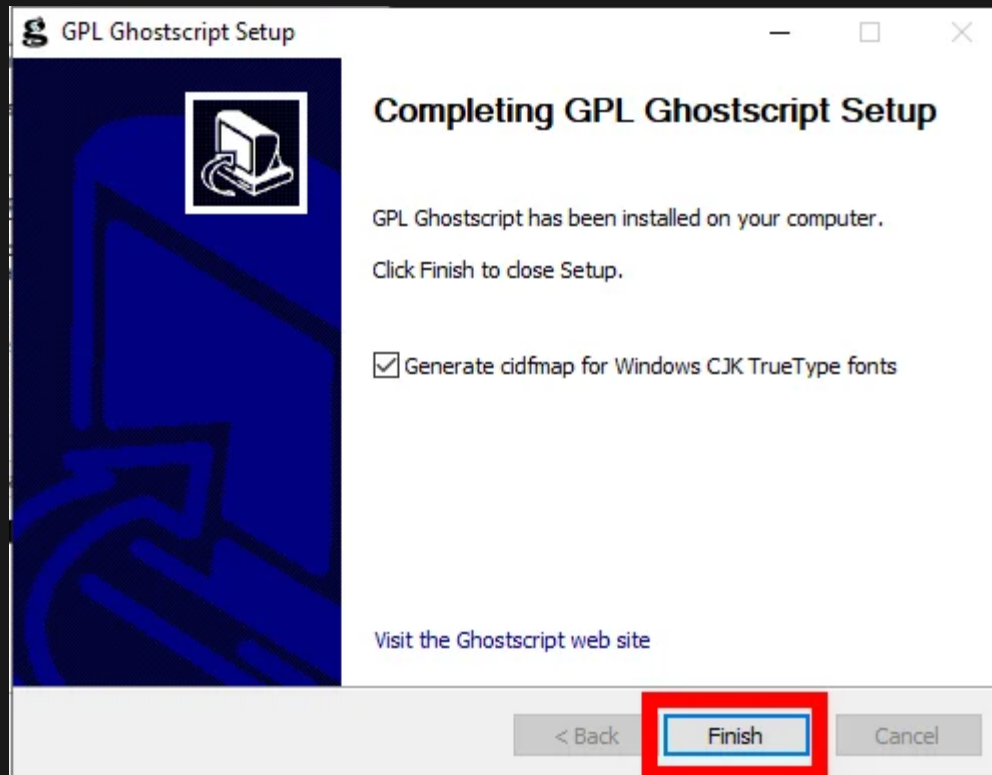 GPL Ghostscript Setup
Completing GPL Ghostscript Setup
GPL Ghostscript has been installed on your computer.
Click Finish to close Setup.
Generate cidfmap for Windows CJK TrueType fonts
Visit the Ghostscript web site
< Back
Finish
Cancel